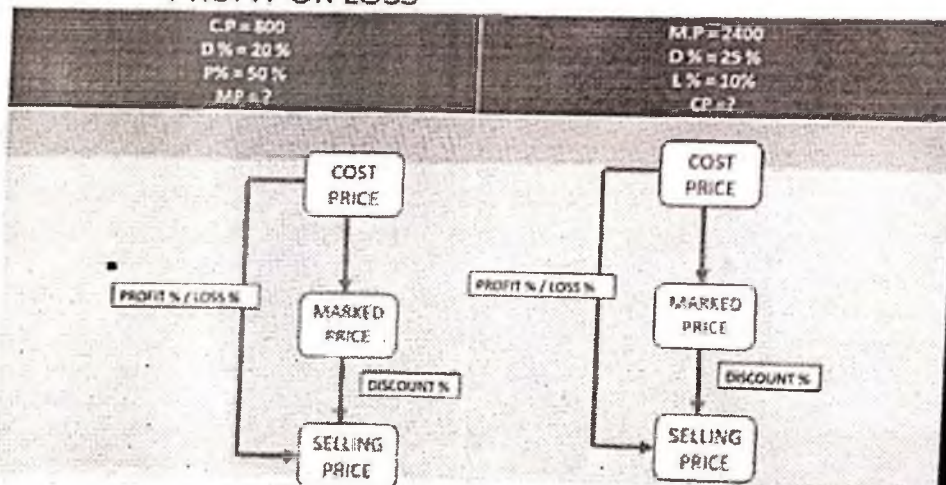 PROFIT OR LOSS
C.P = 800
D % = 20 %
P% = 50 %
MP = ?
M.P = 2400
D % = 25 %
L % = 10%
CP = ?
COST
PRICE
PROFIT % / LOSS %
MARKED
PRICE
DISCOUNT %
SELLING
PRICE
COST
PRICE
PROFIT % / LOSS %
MARKED
PRICE
DISCOUNT %
SELLING
PRICE